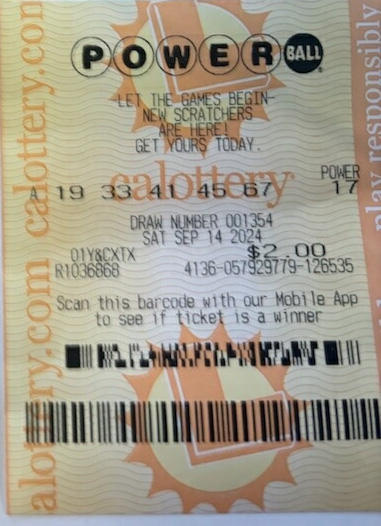 POWERBALL
LET THE GAMES BEGIN-
NEW SCRATCHERS
ARE HERE!
GET YOURS TODAY.
calottery
POWER
A 19 33 41 45 67 17
DRAW NUMBER 001354
SAT SEP 14 2024
01Y&CXTX $2.00
R1036868 4136-057929779-126535
Scan this barcode with our Mobile App
to see if ticket is a winner
calottery.com
alottery.com
play responsibly